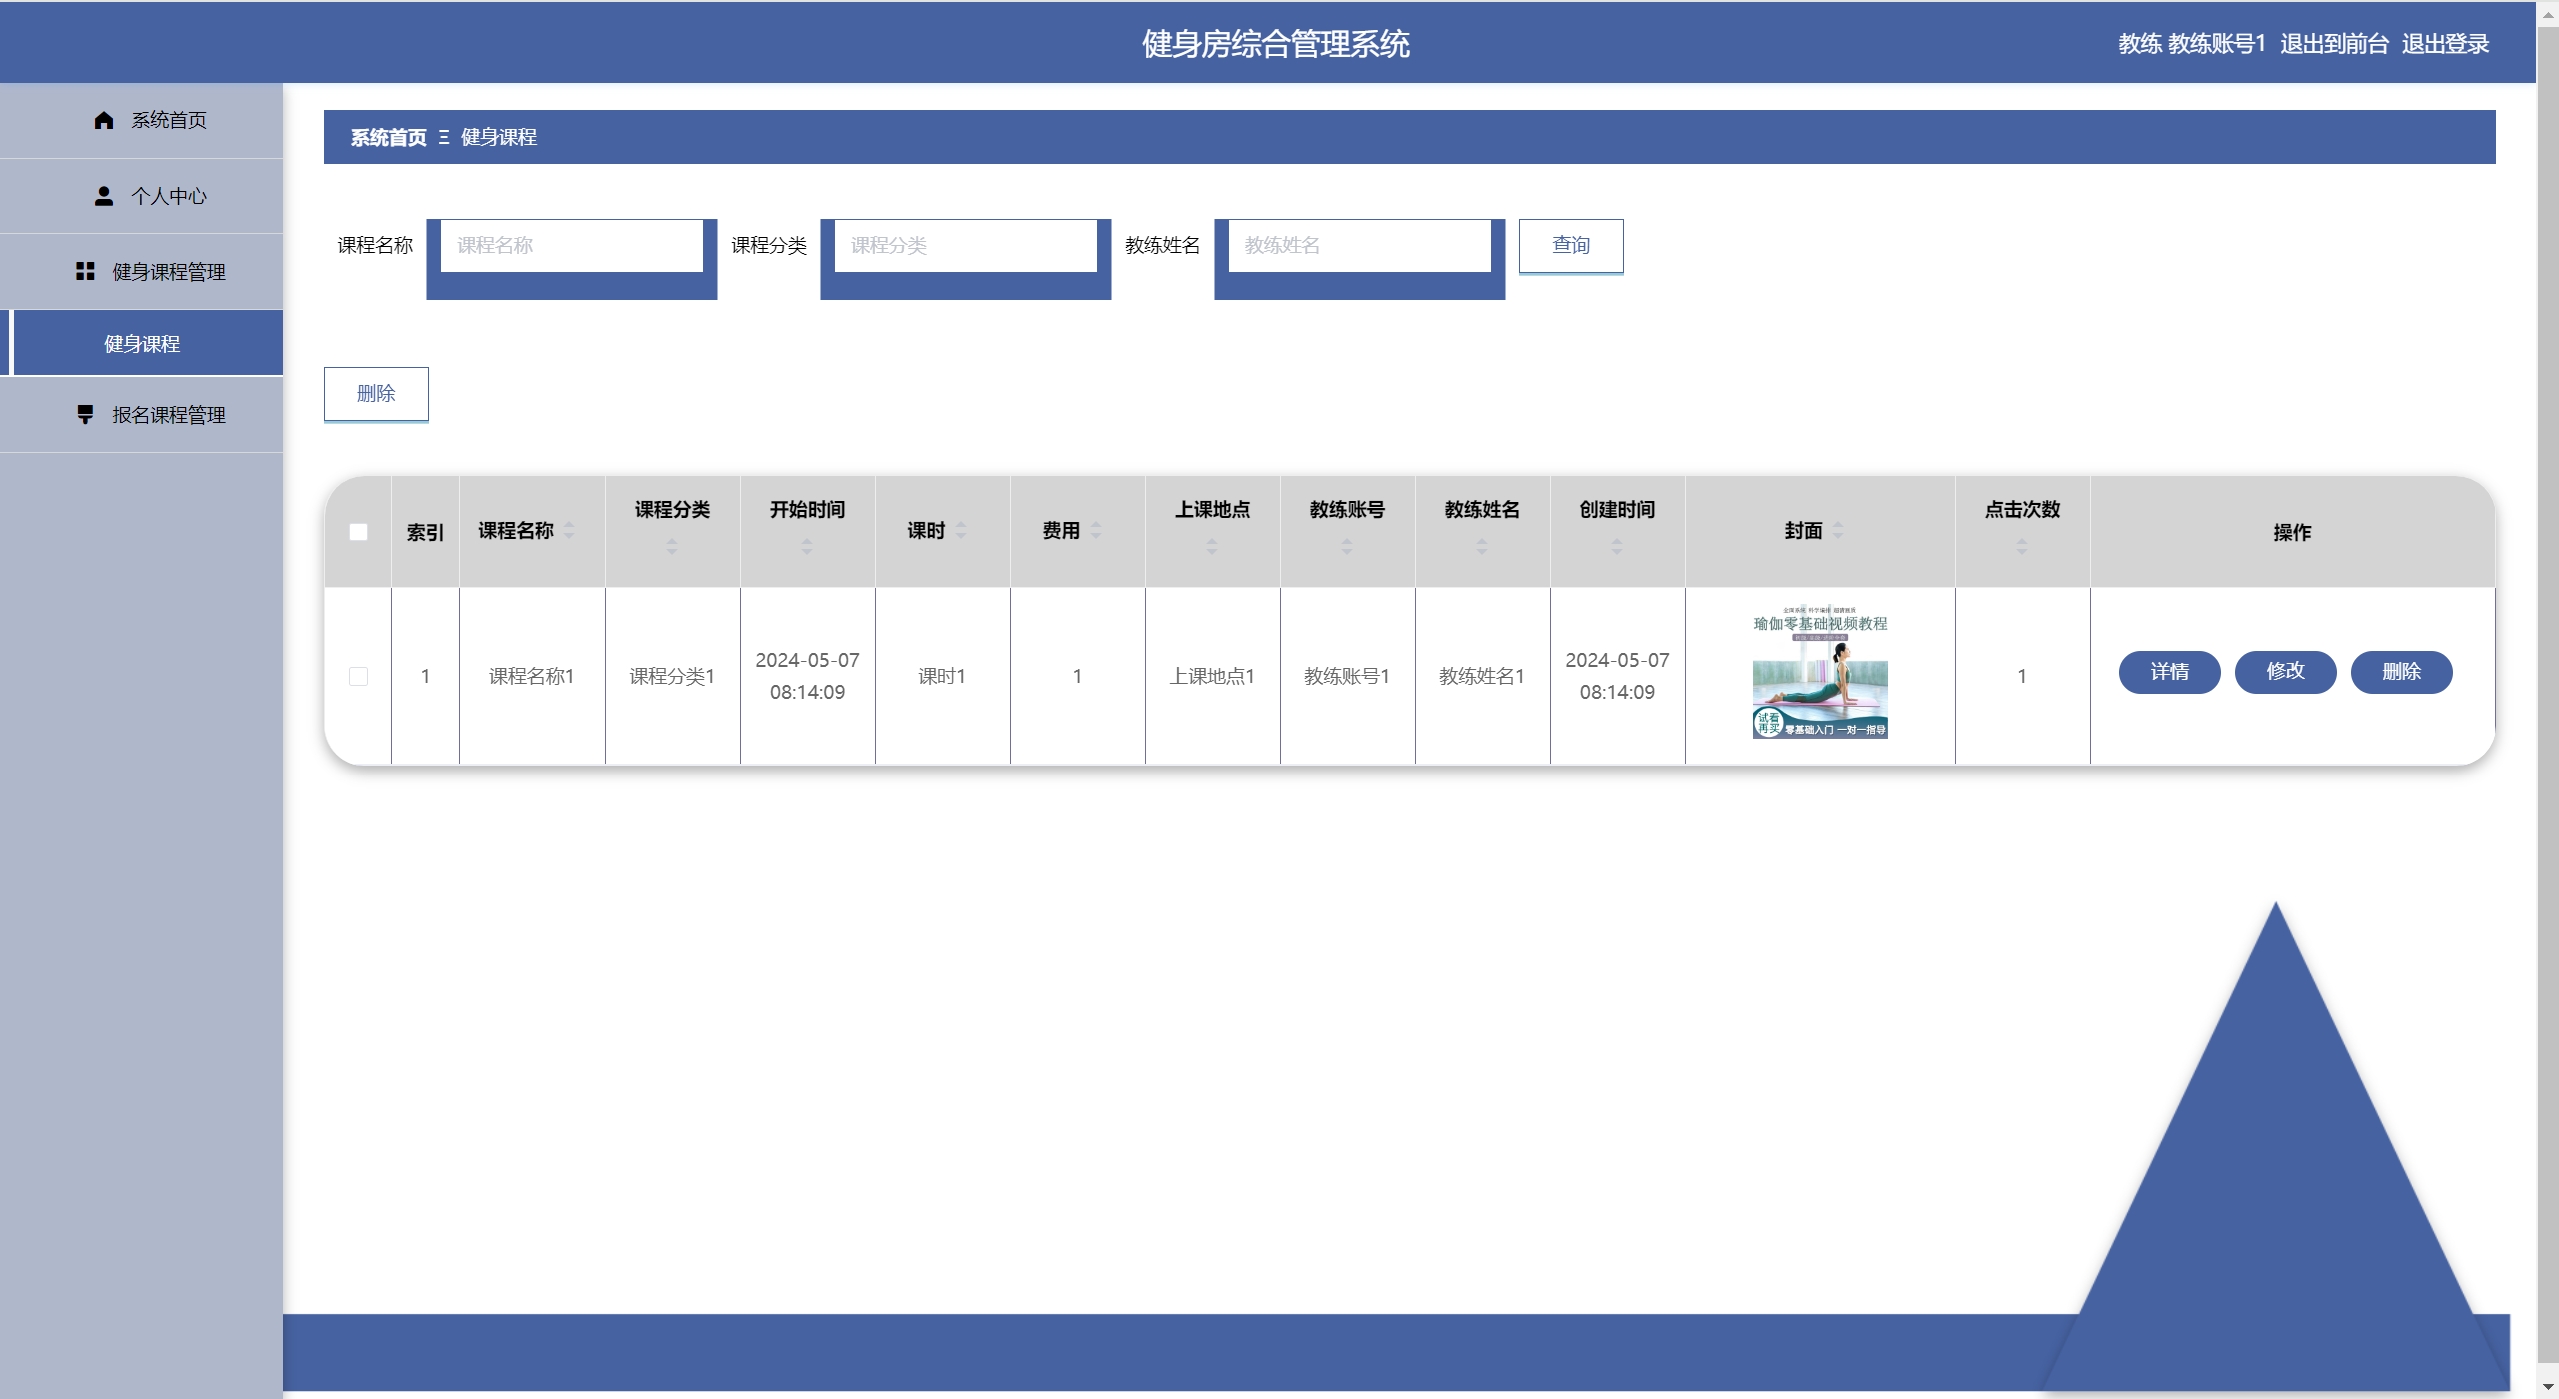 健身房综合管理系统
教练 教练账号1 退出到前台 退出登录
系统首页
个人中心
健身课程管理
健身课程
报名课程管理
系统首页 Ξ 健身课程
课程名称 课程名称 课程分类 课程分类 教练姓名 教练姓名 查询
删除
索引 课程名称 课程分类 开始时间 课时 费用 上课地点 教练账号 教练姓名 创建时间 封面 点击次数 操作
1 课程名称1 课程分类1 2024-05-07 08:14:09 课时1 1 上课地点1 教练账号1 教练姓名1 2024-05-07 08:14:09 1 详情 修改 删除
瑜伽零基础视频教程
试看
再买
零基础入门 一对一指导